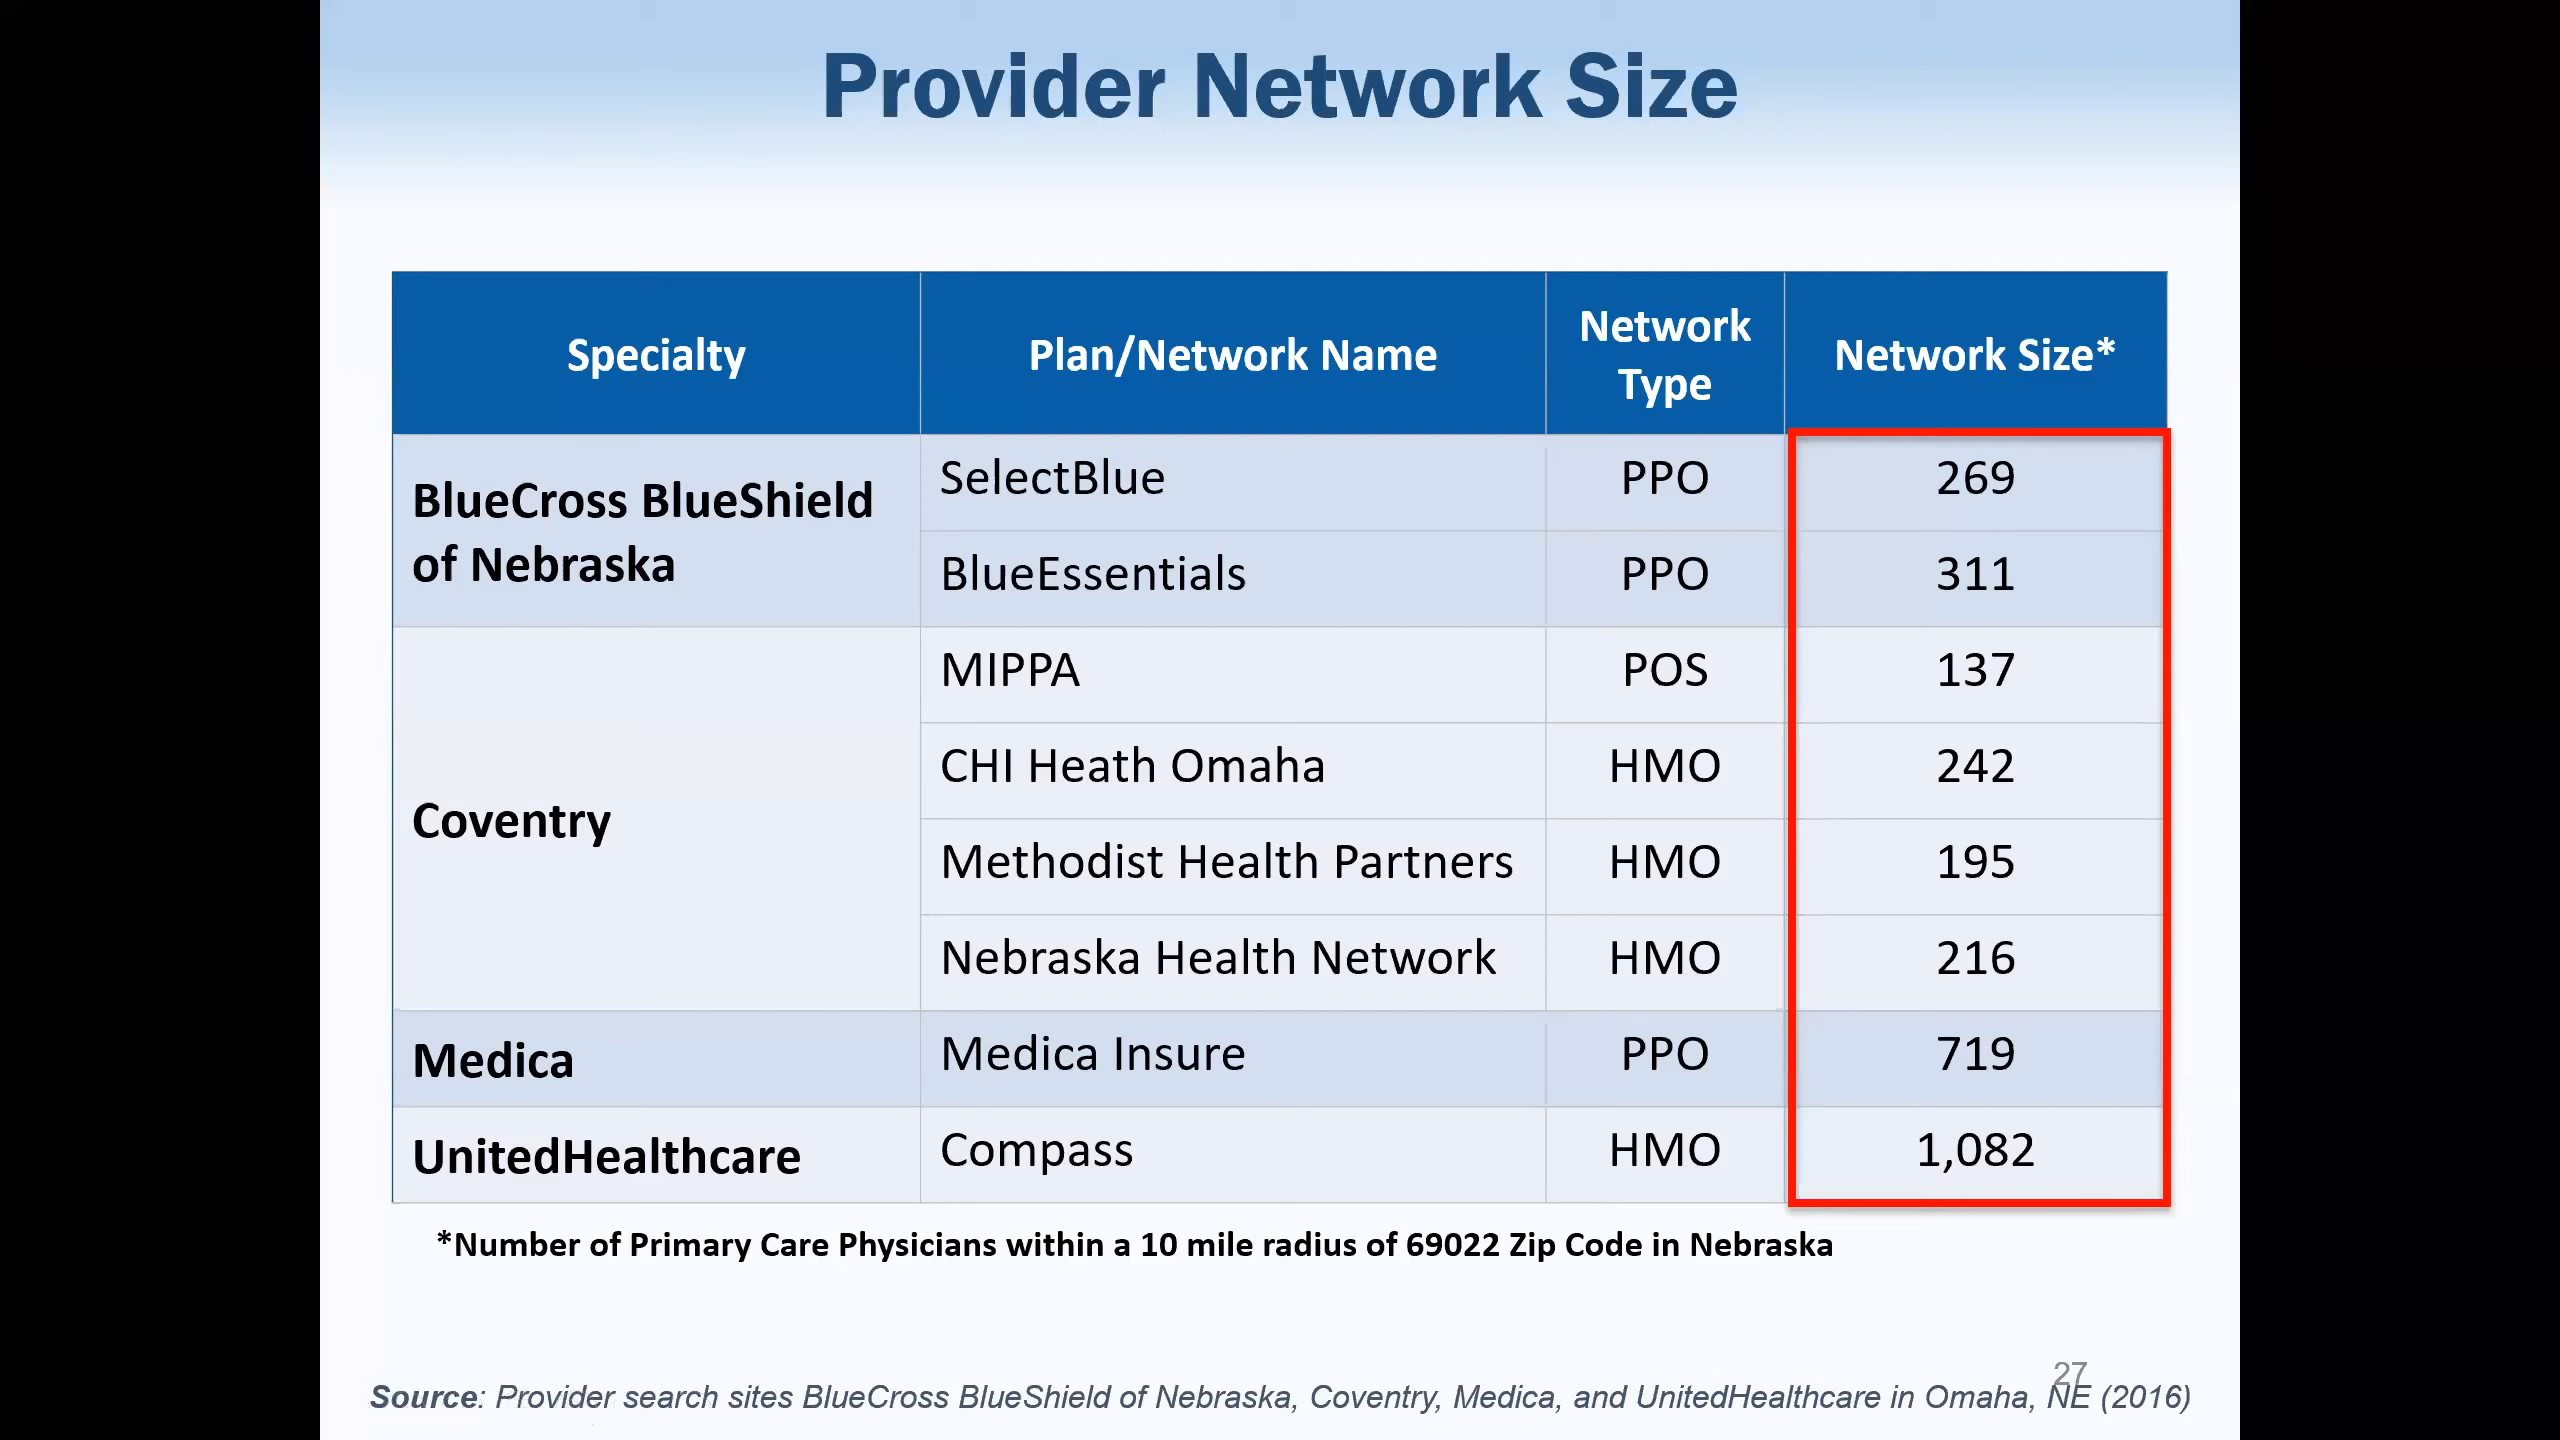 Provider Network Size
Specialty
Plan/Network Name
Network
Type
Network Size*
BlueCross BlueShield
of Nebraska
SelectBlue
PPO
269
BlueEssentials
PPO
311
Coventry
MIPPA
POS
137
CHI Heath Omaha
HMO
242
Methodist Health Partners
HMO
195
Nebraska Health Network
HMO
216
Medica
Medica Insure
PPO
719
UnitedHealthcare
Compass
HMO
1,082
*Number of Primary Care Physicians within a 10 mile radius of 69022 Zip Code in Nebraska
27
Source: Provider search sites BlueCross BlueShield of Nebraska, Coventry, Medica, and UnitedHealthcare in Omaha, NE (2016)